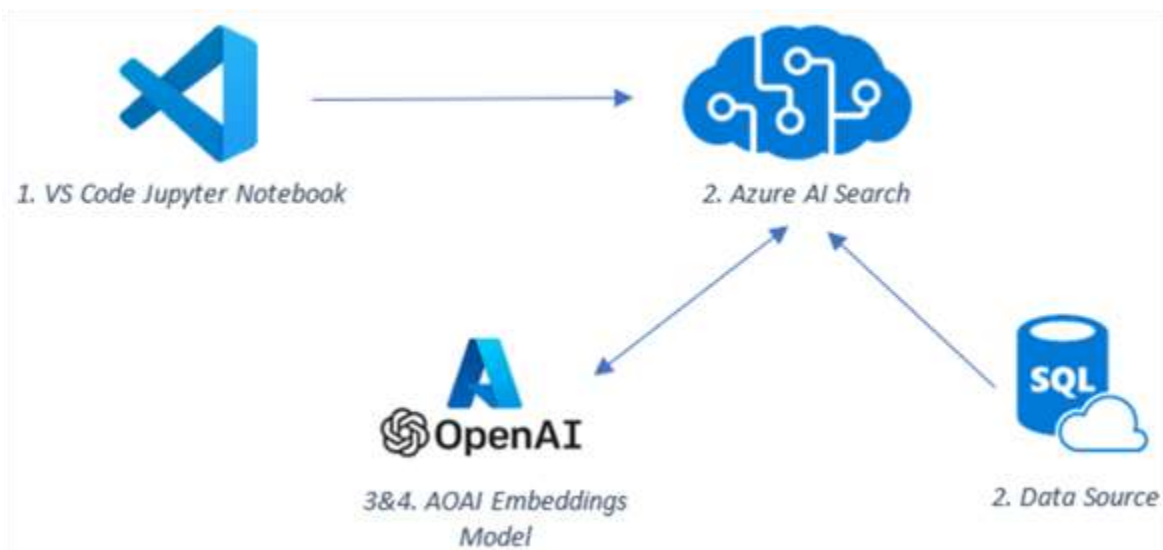 1. VS Code Jupyter Notebook
2. Azure AI Search
OpenAI
SQL
3&4. AOAI Embeddings
Model
2. Data Source